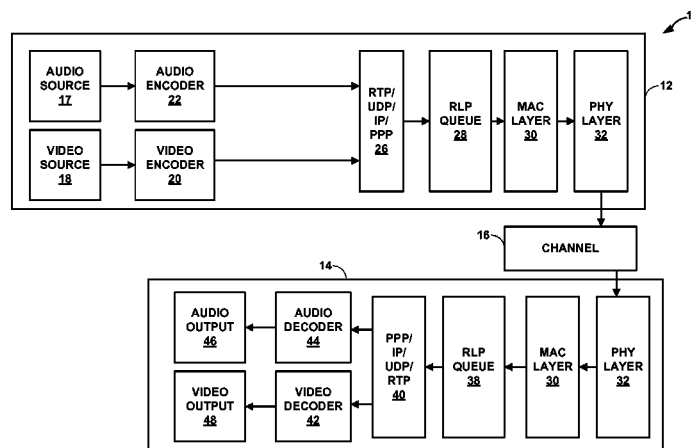 1
12
AUDIO
SOURCE
17
AUDIO
ENCODER
22
VIDEO
SOURCE
18
VIDEO
ENCODER
20
RTP/
UDP/
IP/
PPP
26
RLP
QUEUE
28
MAC
LAYER
30
PHY
LAYER
32
16
CHANNEL
14
AUDIO
OUTPUT
46
AUDIO
DECODER
44
VIDEO
OUTPUT
48
VIDEO
DECODER
42
PPP/
IP/
UDP/
RTP
40
RLP
QUEUE
38
MAC
LAYER
30
PHY
LAYER
32